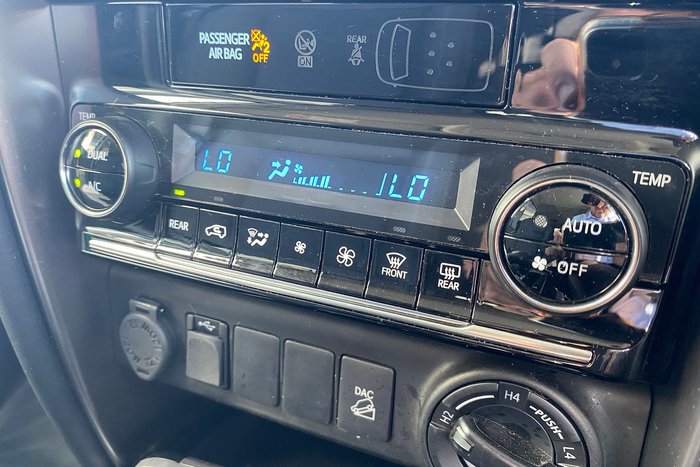 PASSENGER
AIR BAG
2
OFF
ON
REAR
TEMP
DUAL
A/C
LO
LO
TEMP
AUTO
OFF
REAR
FRONT
REAR
DAC
H2
H4
PUSH
L4